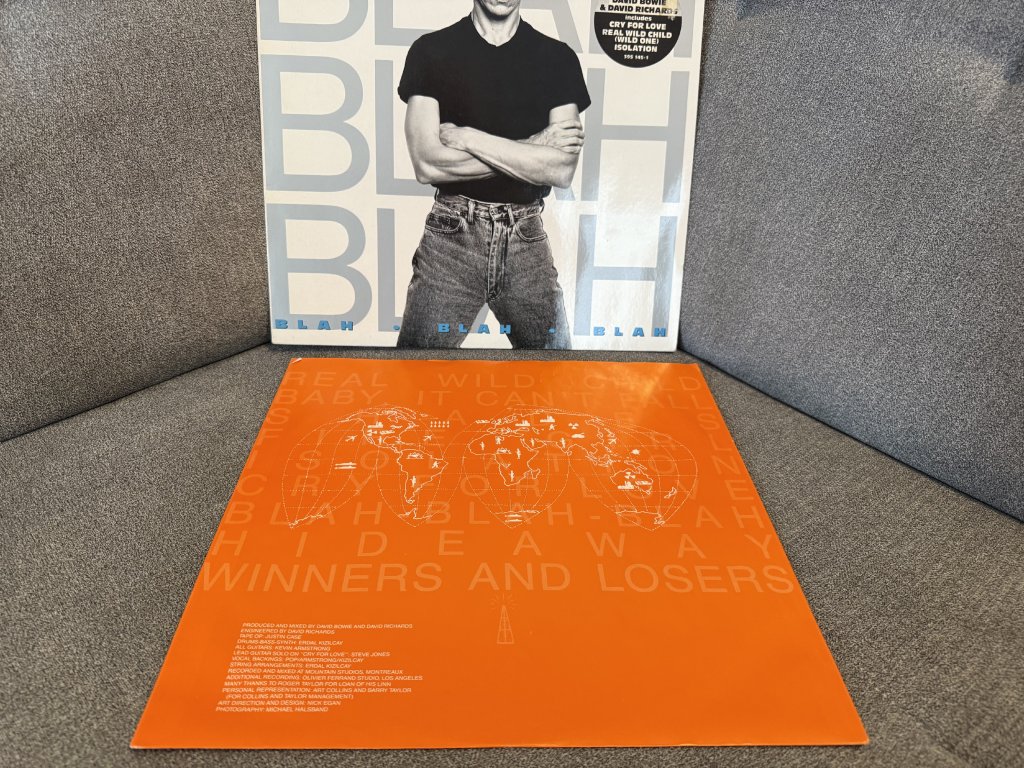 BLAH
BLAH
BLAH
DAVID BOWIE
& DAVID RICHARDS
includes
CRY FOR LOVE
REAL WILD CHILD
(WILD ONE)
ISOLATION
395 145-1
BLAH • BLAH • BLAH
REAL WILD CHILD
BABY, IT CAN'T FALL
CRY FOR LOVE
BLAH-BLAH-BLAH
HIDEAWAY
WINNERS AND LOSERS
PRODUCED AND MIXED BY DAVID BOWIE AND DAVID RICHARDS
ENGINEERED BY DAVID RICHARDS
TAPE OP: JUSTIN CASE
DRUMS-BASS-SYNTH: ERDAL KIZILCAY
ALL GUITARS: KEVIN ARMSTRONG
LEAD GUITAR SOLO ON "CRY FOR LOVE": STEVE JONES
VOCAL BACKINGS: POP/ARMSTRONG/KIZILCAY
STRING ARRANGEMENTS: ERDAL KIZILCAY
RECORDED AND MIXED AT MOUNTAIN STUDIOS, MONTREAUX
ADDITIONAL RECORDING, OLIVIER FERRAND STUDIO, LOS ANGELES
MANY THANKS TO ROGER TAYLOR FOR LOAN OF HIS LINN
PERSONAL REPRESENTATION: ART COLLINS AND BARRY TAYLOR
(FOR COLLINS AND TAYLOR MANAGEMENT)
ART DIRECTION AND DESIGN: NICK EGAN
PHOTOGRAPHY: MICHAEL HALSBAND